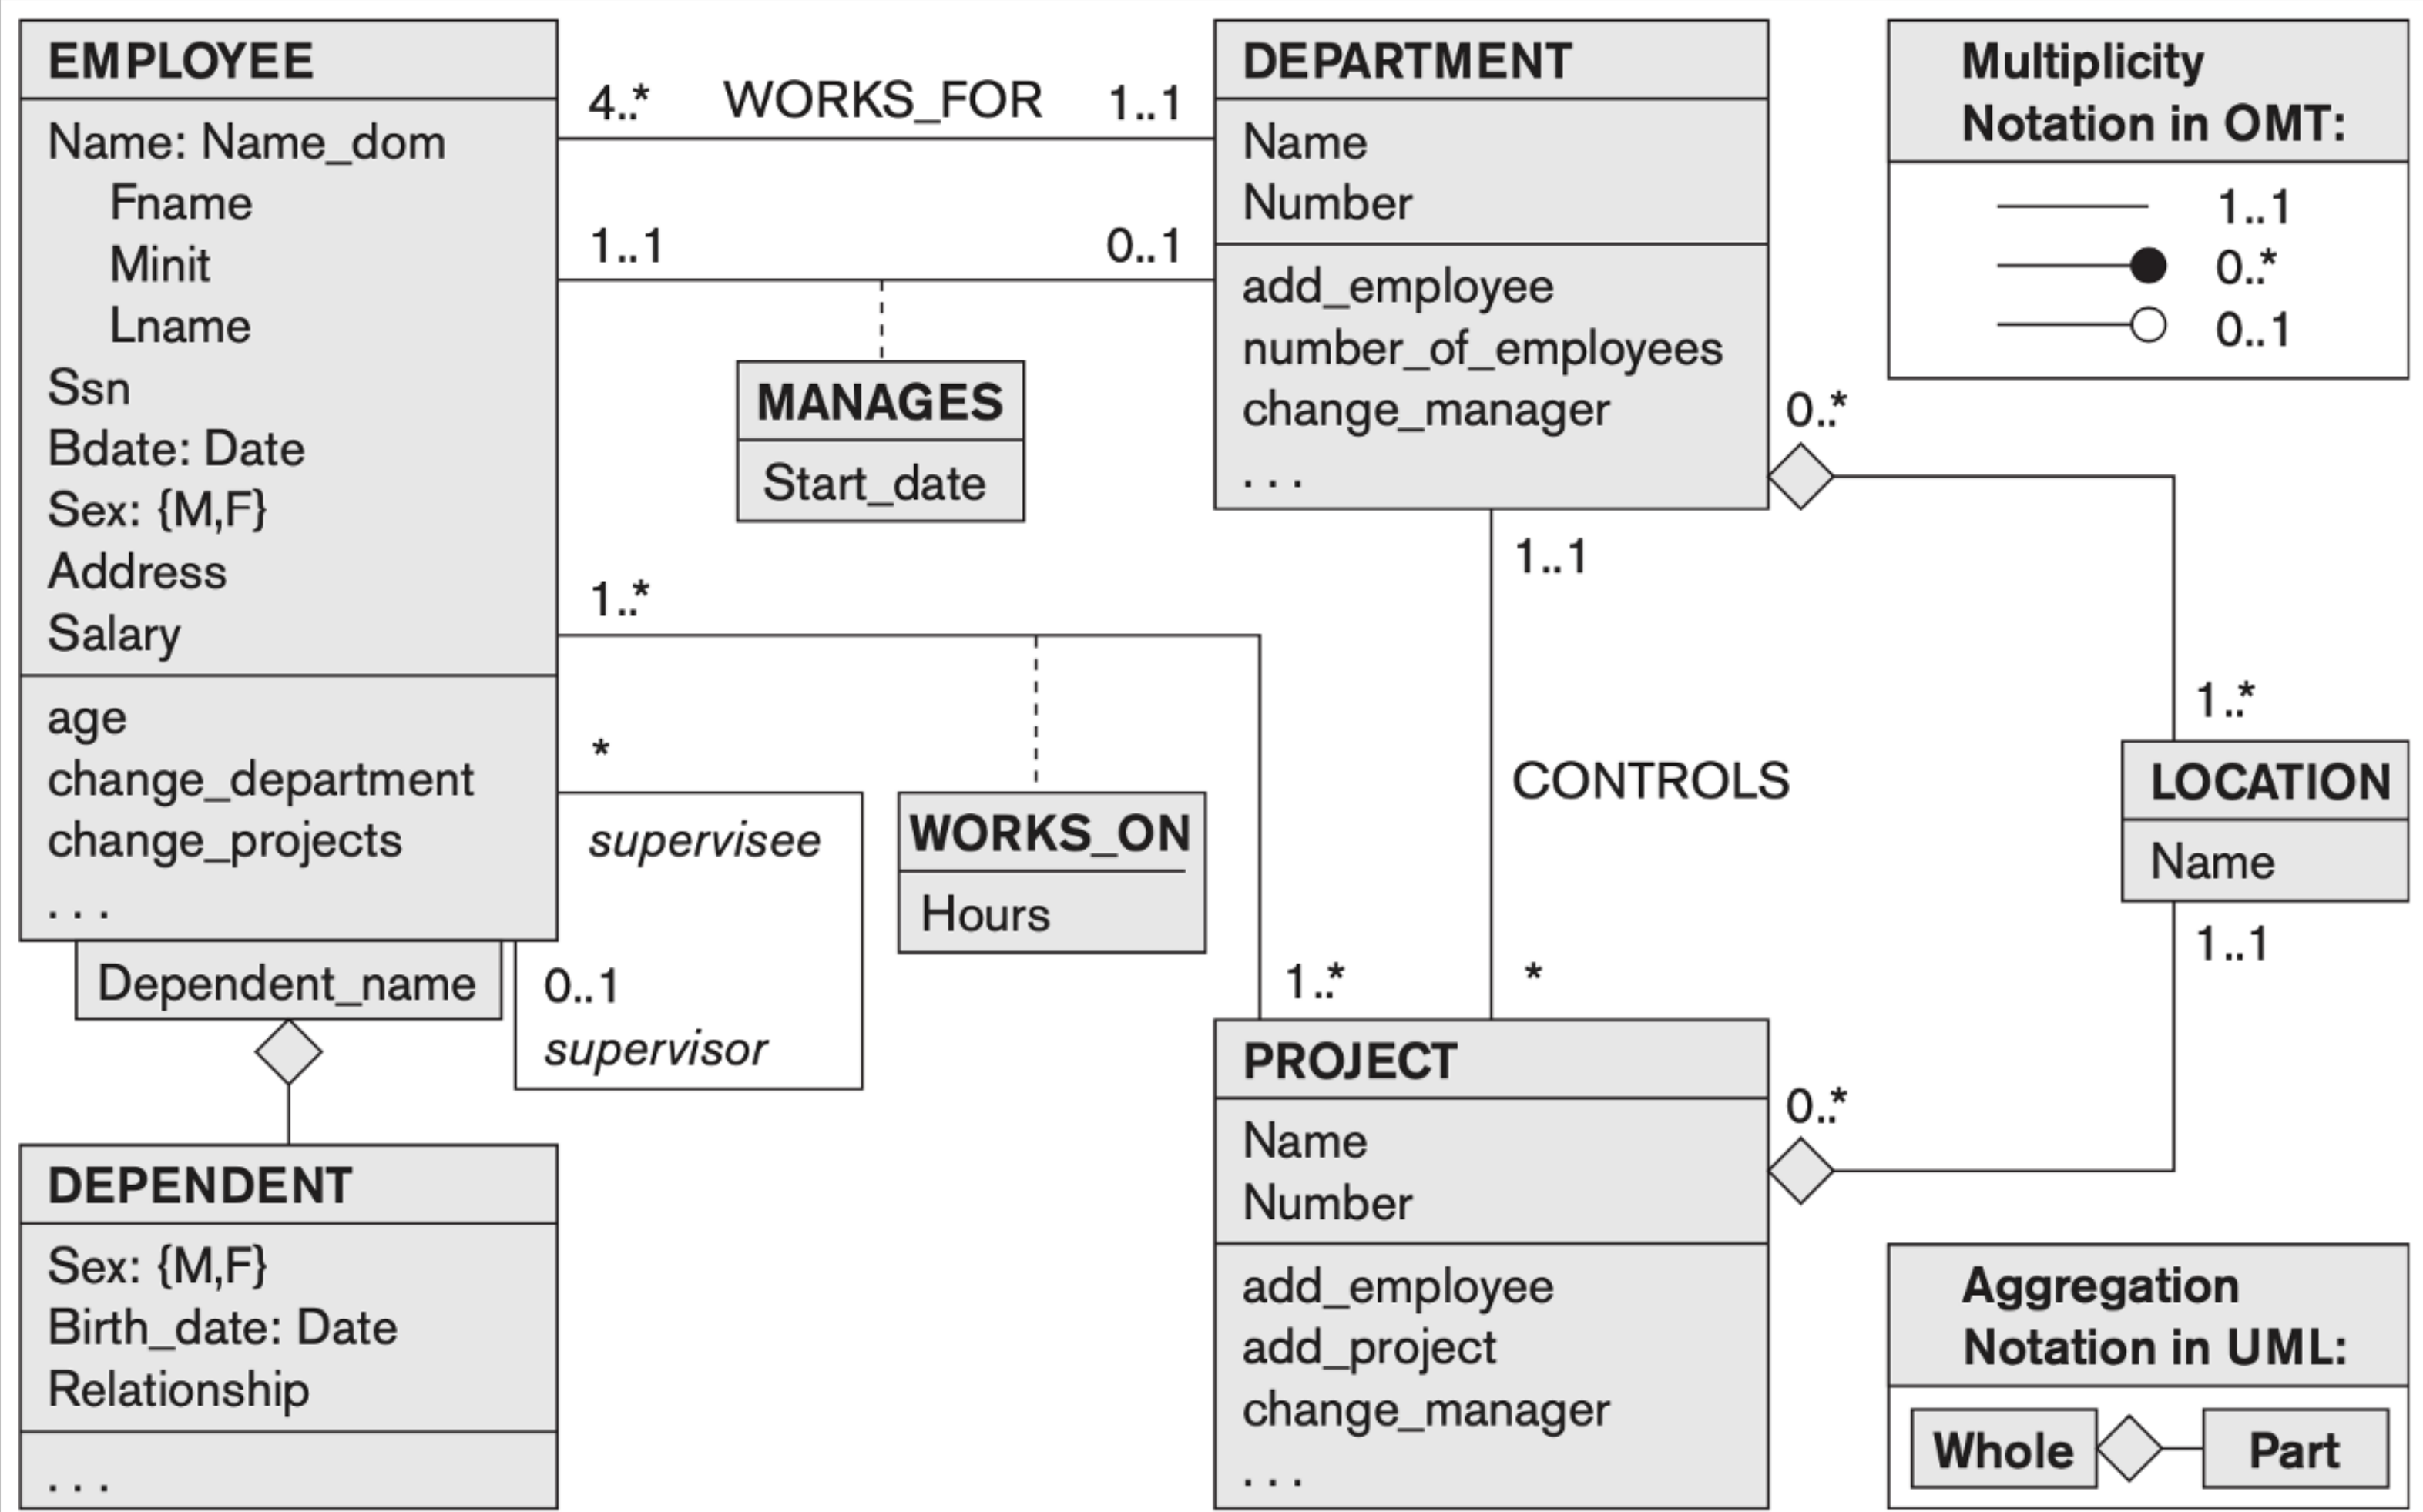 EMPLOYEE
Name: Name_dom
Fname
Minit
Lname
Ssn
Bdate: Date
Sex: {M,F}
Address
Salary
age
change_department
change_projects
. . .
Dependent_name
4..*
WORKS_FOR
1..1
1..1
0..1
MANAGES
Start_date
1..*
*
supervisee
0..1
supervisor
WORKS_ON
Hours
1..*
DEPENDENT
Sex: {M,F}
Birth_date: Date
Relationship
. . .
DEPARTMENT
Name
Number
add_employee
number_of_employees
change_manager
. . .
0..*
1..1
CONTROLS
*
PROJECT
Name
Number
add_employee
add_project
change_manager
. . .
0..*
1..*
LOCATION
Name
1..1
Multiplicity
Notation in OMT:
1..1
0..*
0..1
Aggregation
Notation in UML:
Whole
Part